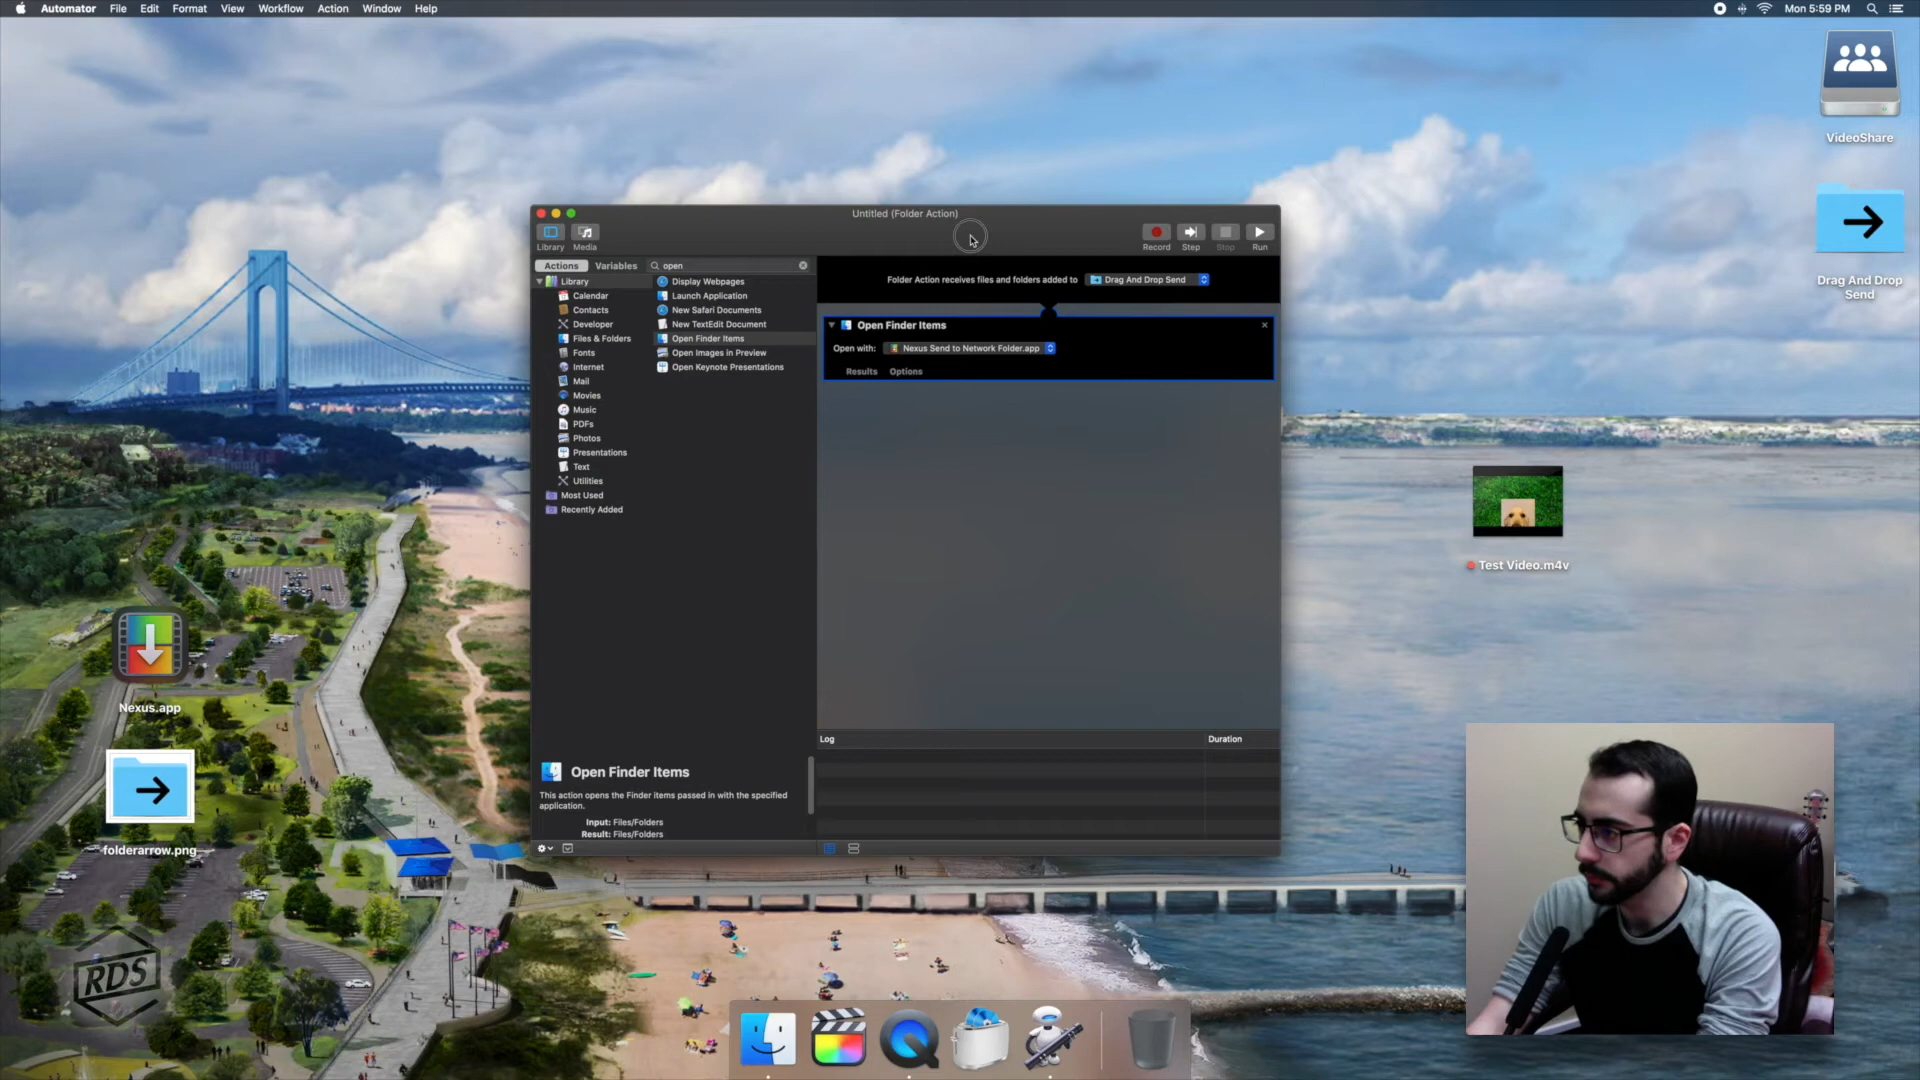 Automator File Edit Format View Workflow Action Window Help
Mon 5:59 PM
VideoShare
Drag And Drop
Send
Untitled (Folder Action)
Library Media
Record Step Stop Run
Actions Variables open
Folder Action receives files and folders added to Drag And Drop Send
Library
Calendar
Contacts
Developer
Files & Folders
Fonts
Internet
Mail
Movies
Music
PDFs
Photos
Presentations
Text
Utilities
Most Used
Recently Added
Display Webpages
Launch Application
New Safari Documents
New TextEdit Document
Open Finder Items
Open Images in Preview
Open Keynote Presentations
Open Finder Items
Open with: Nexus Send to Network Folder.app
Results Options
Test Video.m4v
Nexus.app
Log Duration
Open Finder Items
This action opens the Finder items passed in with the specified
application.
Input: Files/Folders
Result: Files/Folders
folderarrow.png
RDS